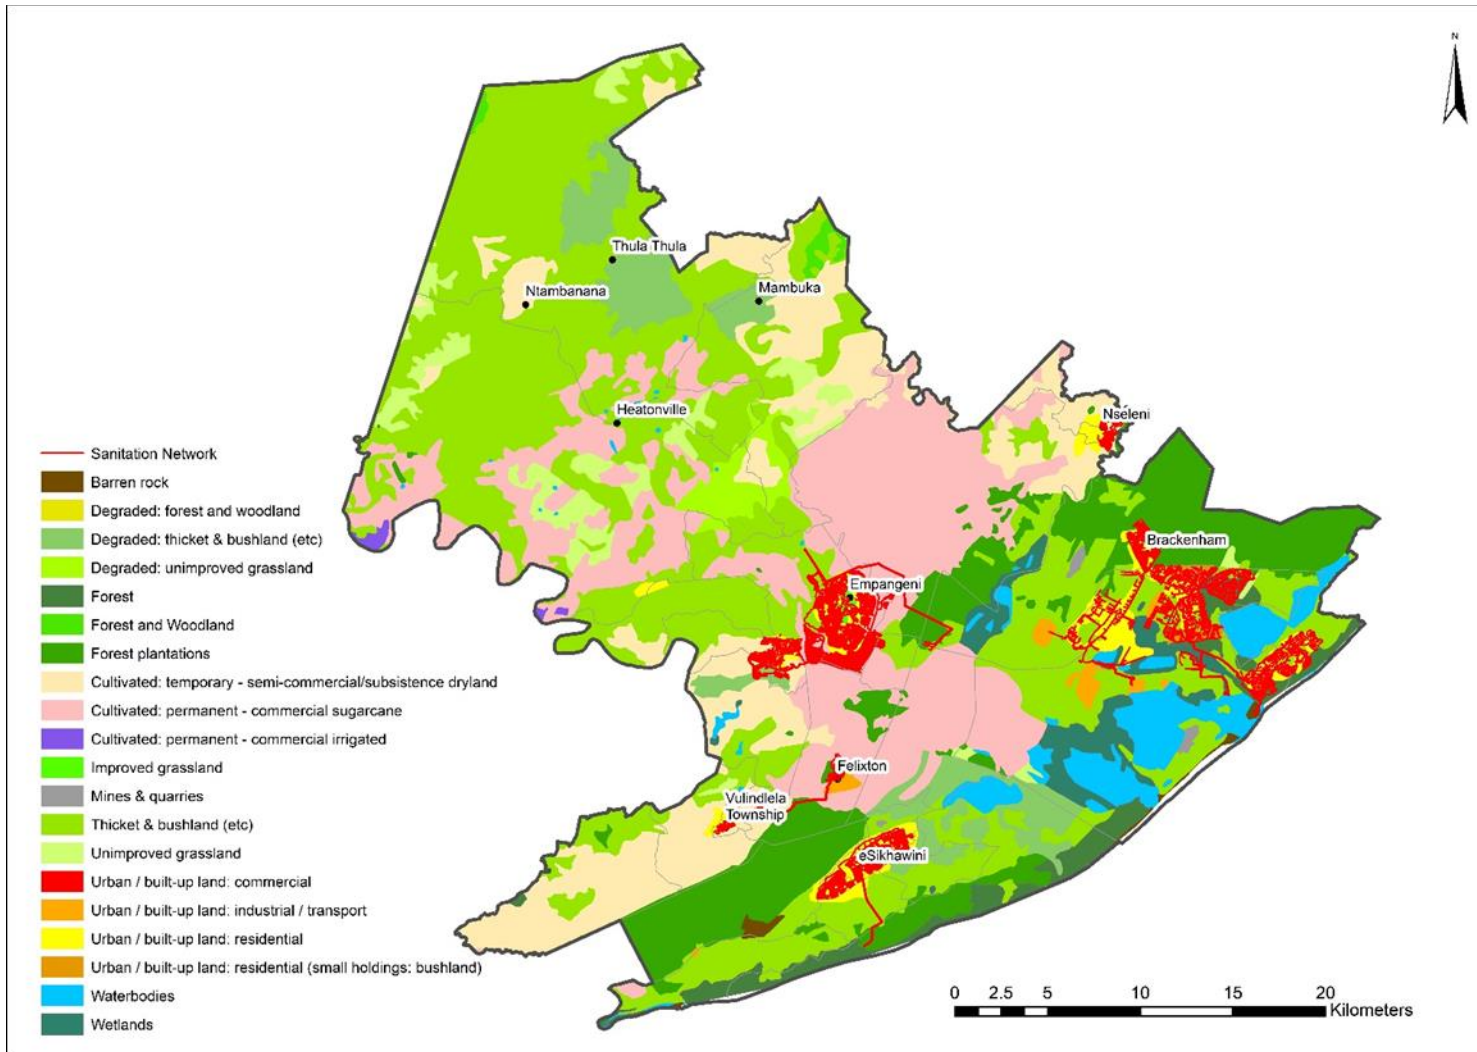 N
Thula Thula
Ntambanana
Mambuka
Heatonville
Nseleni
Brackenham
Empangeni
Felixton
Vulindlela
Township
eSikhawini
Sanitation Network
Barren rock
Degraded: forest and woodland
Degraded: thicket & bushland (etc)
Degraded: unimproved grassland
Forest
Forest and Woodland
Forest plantations
Cultivated: temporary - semi-commercial/subsistence dryland
Cultivated: permanent - commercial sugarcane
Cultivated: permanent - commercial irrigated
Improved grassland
Mines & quarries
Thicket & bushland (etc)
Unimproved grassland
Urban / built-up land: commercial
Urban / built-up land: industrial / transport
Urban / built-up land: residential
Urban / built-up land: residential (small holdings: bushland)
Waterbodies
Wetlands
0 2.5 5 10 15 20
Kilometers